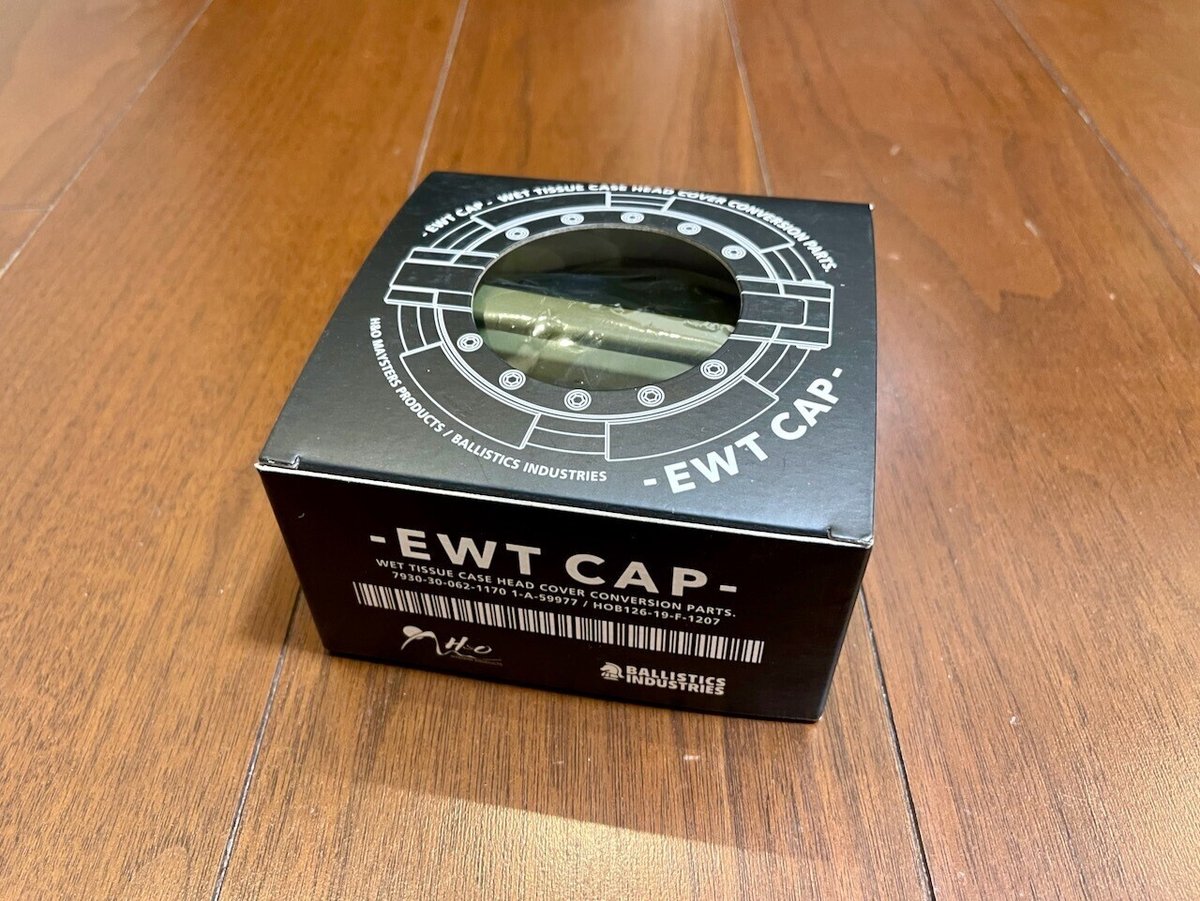 -EWT CAP - WET TISSUE CASE HEAD COVER CONVERSION PARTS.
H&O MAYSTERS PRODUCTS / BALLISTICS INDUSTRIES
-EWT CAP-
-EWT CAP-
WET TISSUE CASE HEAD COVER CONVERSION PARTS.
7930-30-062-1170 1-A-59977 / HOB126-19-F-1207
H&O
BALLISTICS
INDUSTRIES